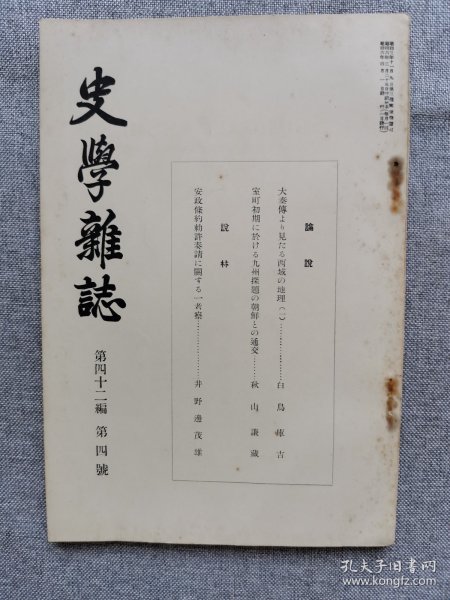 史學雜誌
第四十二編 第四號
論說
大秦傳より見たる西域の地理(一)………………白鳥庫吉
室町初期に於ける九州探題の朝鮮との通交………秋山謙藏
說林
安政條約勅許奏請に關する一考察………………井野邊茂雄
孔夫子旧书网
www.kongfz.com